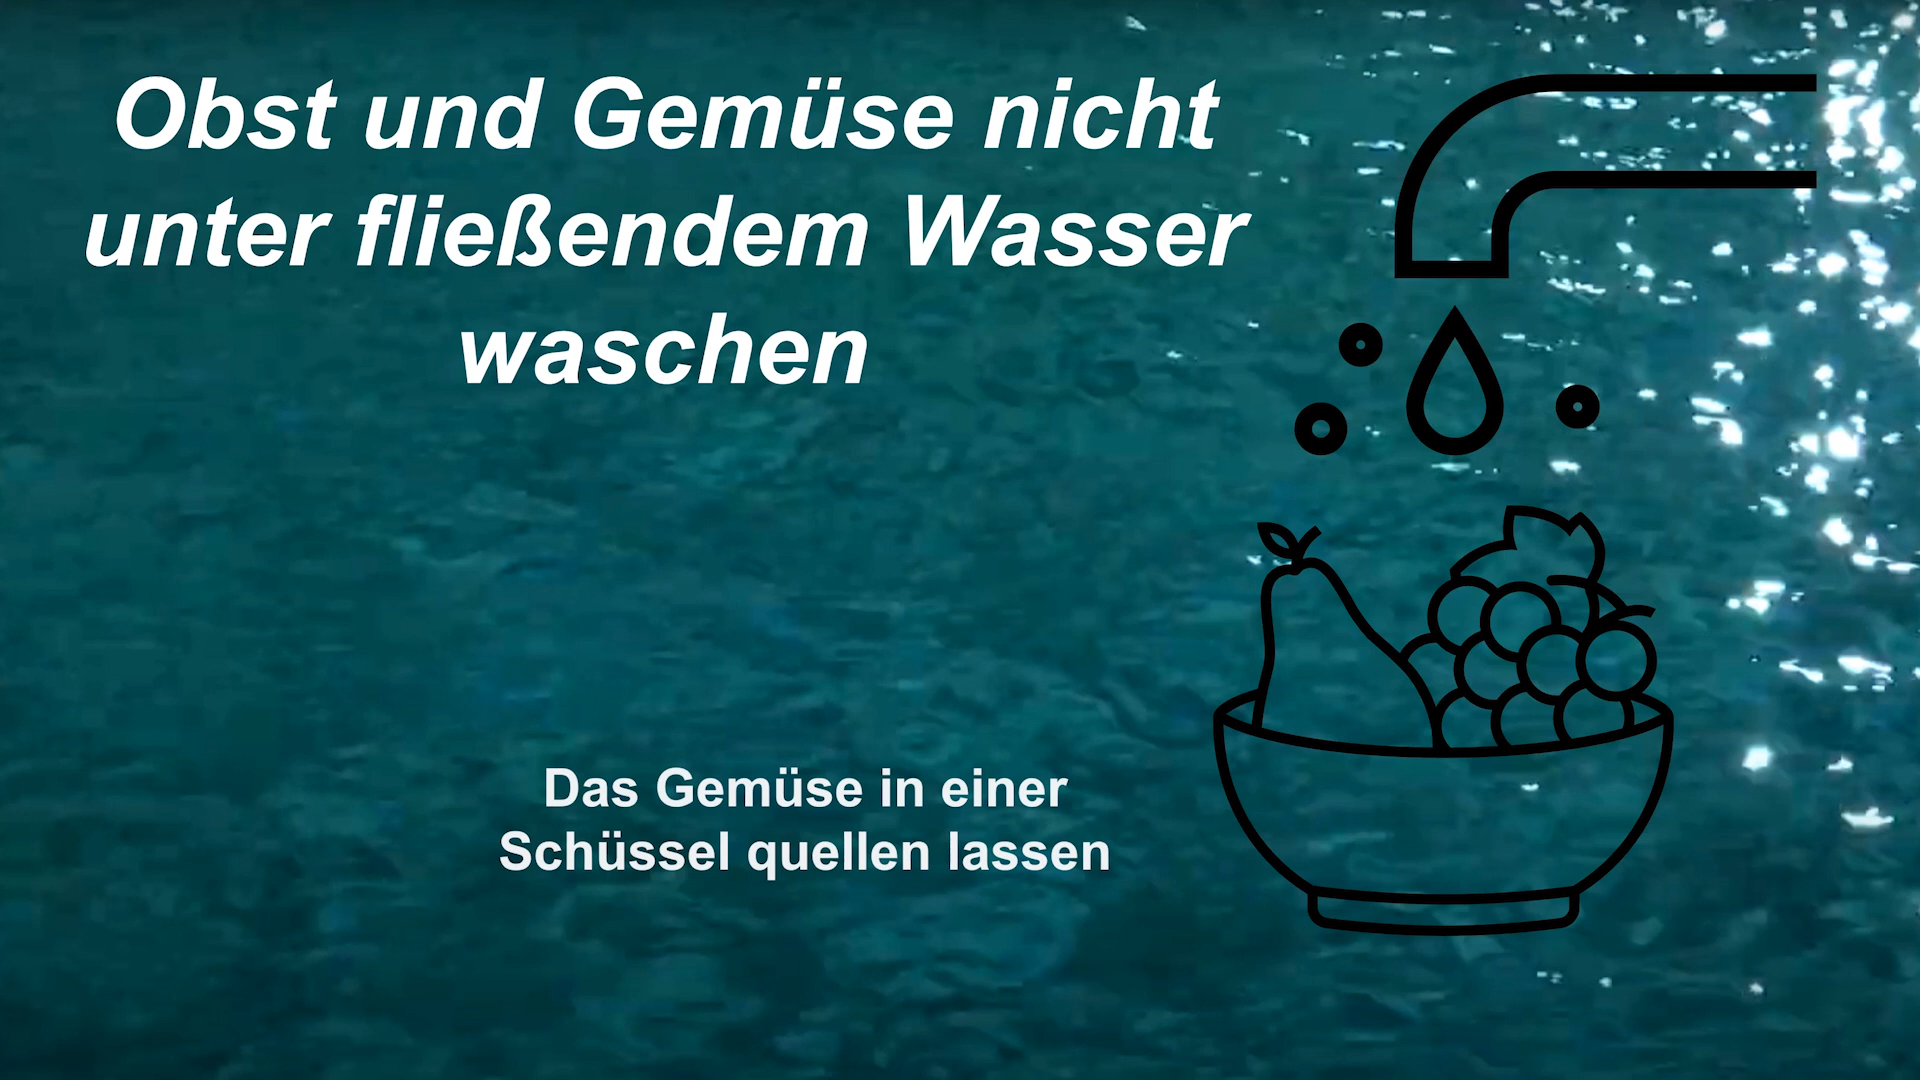 Obst und Gemüse nicht
unter fließendem Wasser
waschen
Das Gemüse in einer
Schüssel quellen lassen